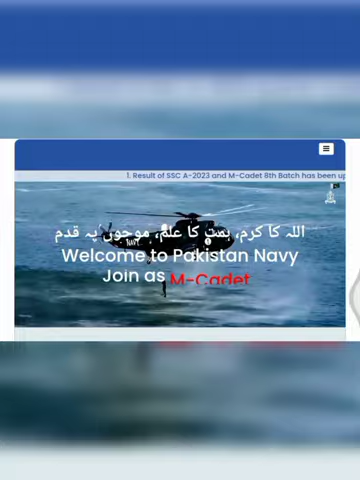 1. Result of SSC A-2023 and M-Cadet 8th Batch has been up
اللہ کا کرم، ہمت کا علم، موجوں پہ قدم
NAVY
Welcome to Pakistan Navy
Join as M-Cadet